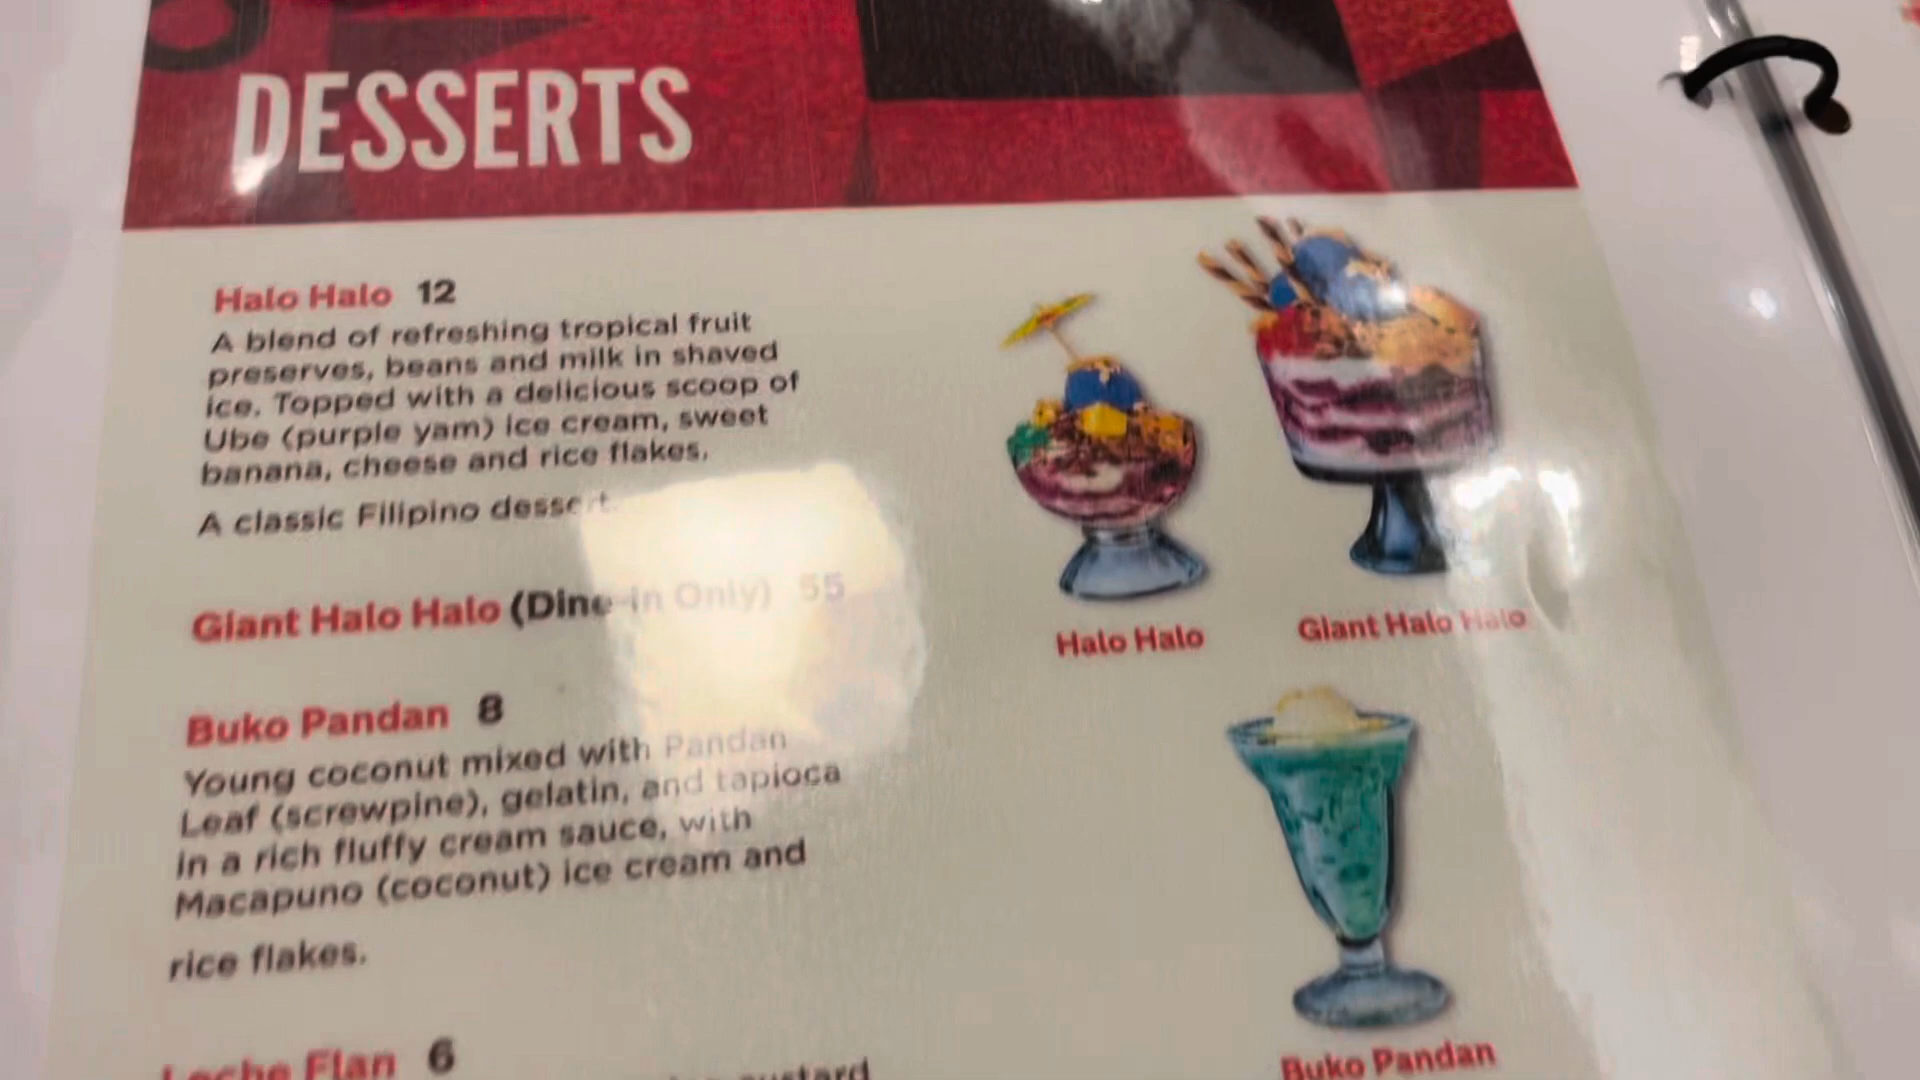 DESSERTS
Halo Halo 12
A blend of refreshing tropical fruit
preserves, beans and milk in shaved
ice. Topped with a delicious scoop of
Ube (purple yam) ice cream, sweet
banana, cheese and rice flakes.
A classic Filipino dessert.
Giant Halo Halo (Dine-in Only) 55
Halo Halo
Giant Halo Halo
Buko Pandan 8
Young coconut mixed with Pandan
Leaf (screwpine), gelatin, and tapioca
in a rich fluffy cream sauce, with
Macapuno (coconut) ice cream and
rice flakes.
Buko Pandan
Leche Flan 6
custard